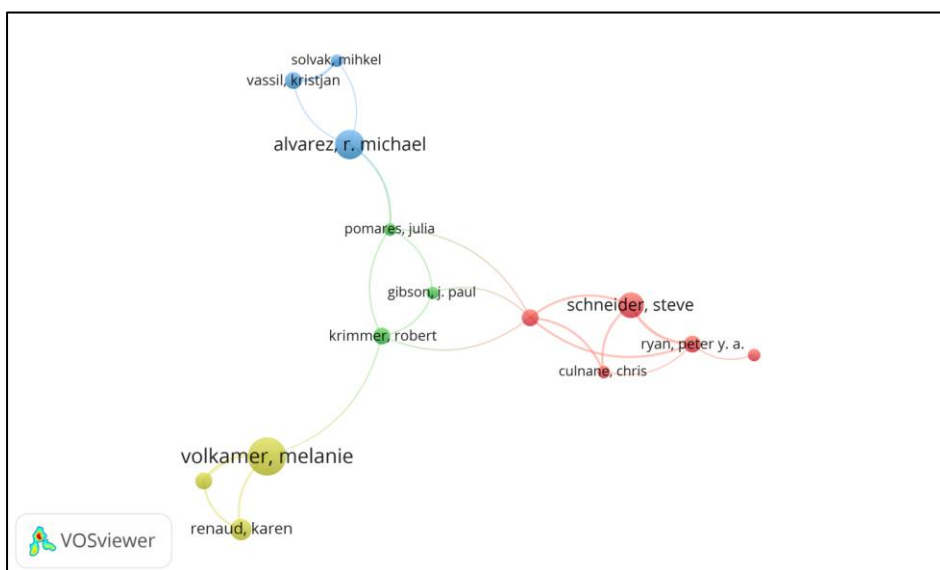 solvak, mihkel
vassil, kristjan
alvarez, r. michael
pomares, julia
gibson, j. paul
schneider, steve
krimmer, robert
ryan, peter y. a.
culnane, chris
volkamer, melanie
renaud, karen
VOSviewer